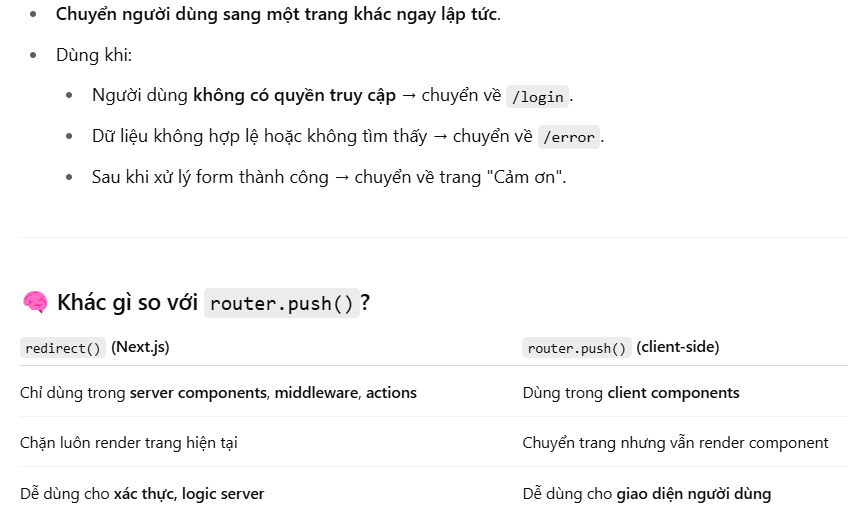 Chuyển người dùng sang một trang khác ngay lập tức.
Dùng khi:
Người dùng không có quyền truy cập → chuyển về /login.
Dữ liệu không hợp lệ hoặc không tìm thấy → chuyển về /error.
Sau khi xử lý form thành công → chuyển về trang "Cảm ơn".
🧠 Khác gì so với router.push()?
redirect() (Next.js) router.push() (client-side)
Chỉ dùng trong server components, middleware, actions Dùng trong client components
Chặn luôn render trang hiện tại Chuyển trang nhưng vẫn render component
Dễ dùng cho xác thực, logic server Dễ dùng cho giao diện người dùng